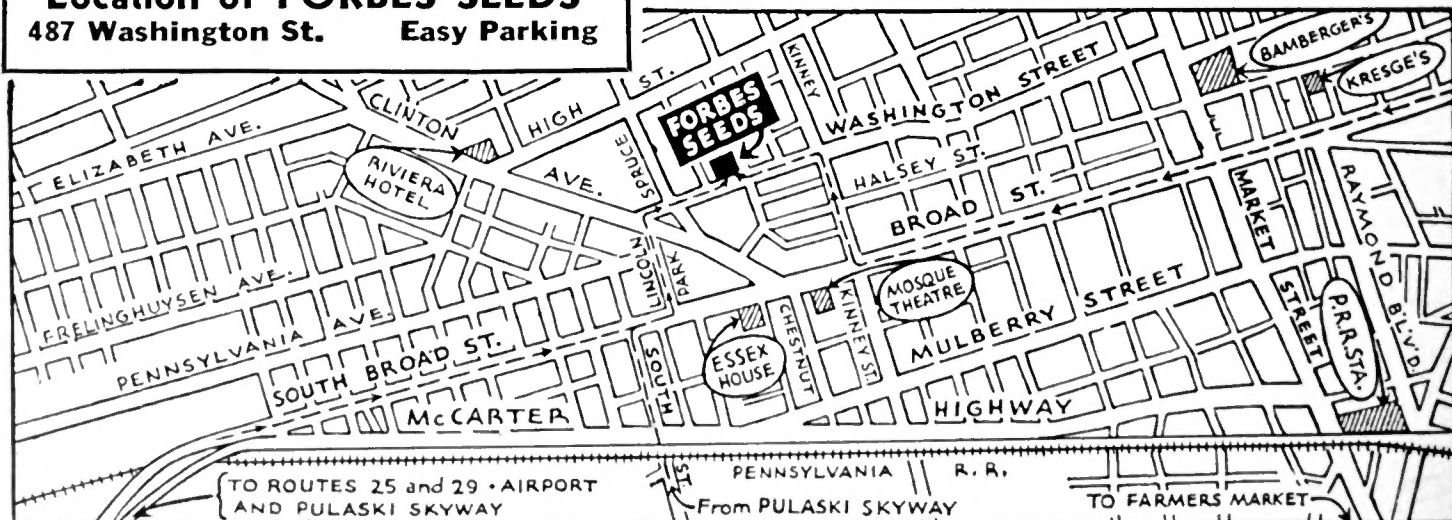 Location of FORBES SEEDS
487 Washington St. Easy Parking
KINNEY
BAMBERGER'S
KRESGE'S
CLINTON
HIGH ST.
WASHINGTON STREET
FORBES
SEEDS
ELIZABETH AVE.
RIVIERA
HOTEL
AVE.
SPRUCE
HALSEY ST.
BROAD ST.
MARKET
STREET
RAYMOND BL'V'D.
FRELINGHUYSEN AVE.
LINCOLN
PARK
MOSQUE
THEATRE
MULBERRY STREET
P.R.R. STA.
PENNSYLVANIA AVE.
SOUTH BROAD ST.
SOUTH
ST.
ESSEX
HOUSE
CHESTNUT
KINNEY ST.
McCARTER
HIGHWAY
PENNSYLVANIA R. R.
TO ROUTES 25 and 29 • AIRPORT
AND PULASKI SKYWAY
From PULASKI SKYWAY
TO FARMERS MARKET